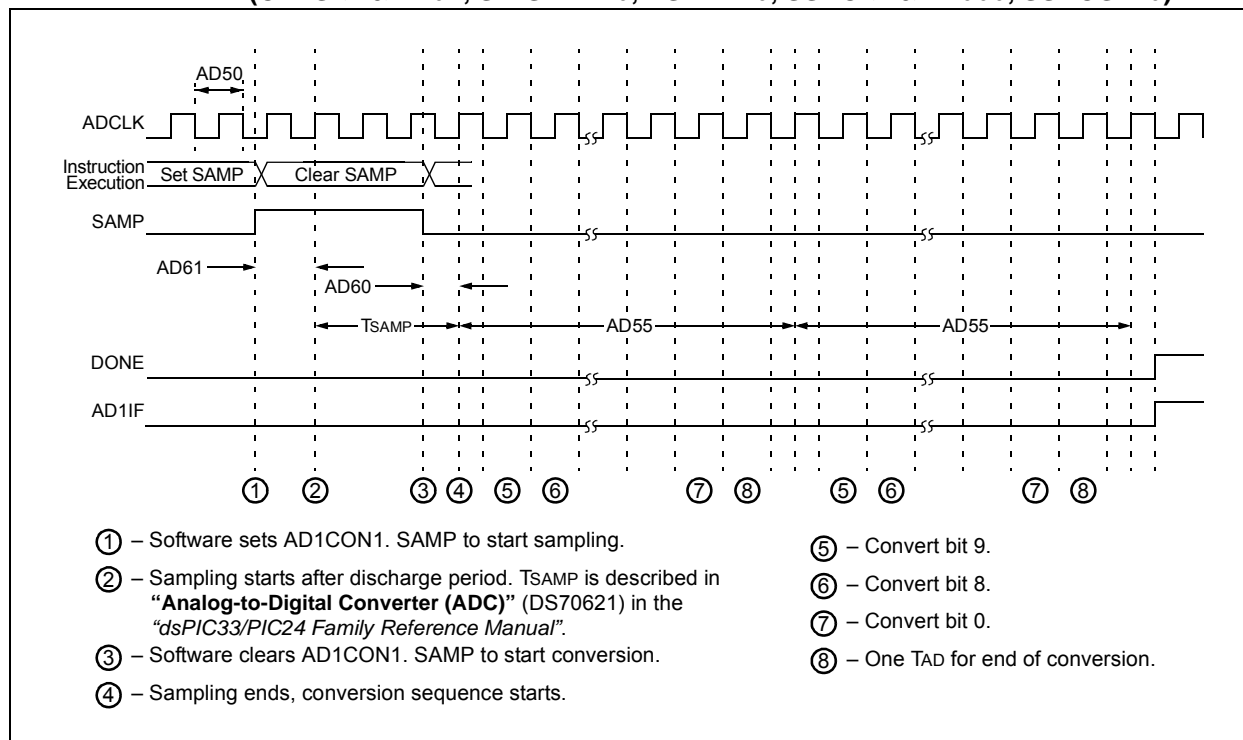 AD50
ADCLK
Instruction
Execution
Set SAMP
Clear SAMP
SAMP
AD61
AD60
TSAMP
AD55
AD55
DONE
AD1IF
1 2 3 4 5 6 7 8 5 6 7 8
1 – Software sets AD1CON1. SAMP to start sampling.
2 – Sampling starts after discharge period. TSAMP is described in
“Analog-to-Digital Converter (ADC)” (DS70621) in the
“dsPIC33/PIC24 Family Reference Manual”.
3 – Software clears AD1CON1. SAMP to start conversion.
4 – Sampling ends, conversion sequence starts.
5 – Convert bit 9.
6 – Convert bit 8.
7 – Convert bit 0.
8 – One TAD for end of conversion.